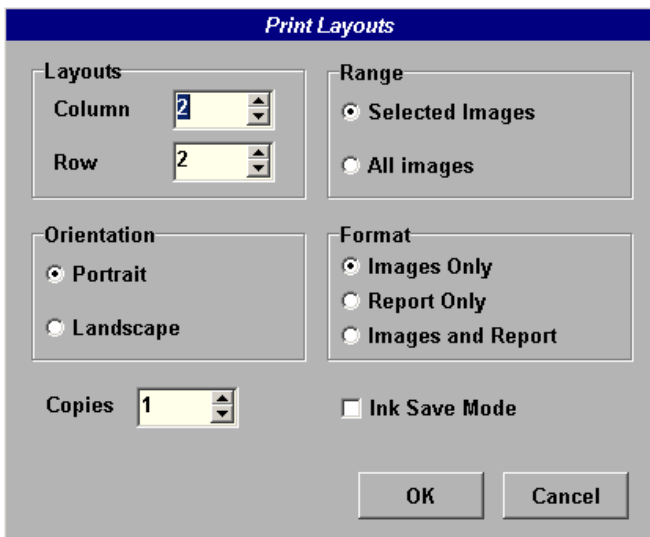 Print Layouts
Layouts
Column 2
Row 2
Range
Selected Images
All images
Orientation
Portrait
Landscape
Format
Images Only
Report Only
Images and Report
Copies 1
Ink Save Mode
OK Cancel